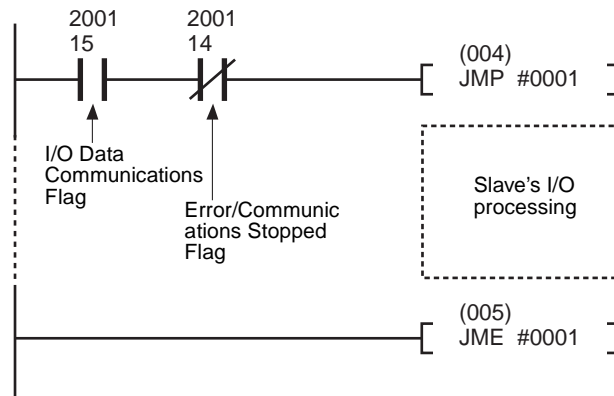 2001
15
2001
14
(004)
JMP #0001
I/O Data
Communications
Flag
Error/Communic
ations Stopped
Flag
Slave's I/O
processing
(005)
JME #0001